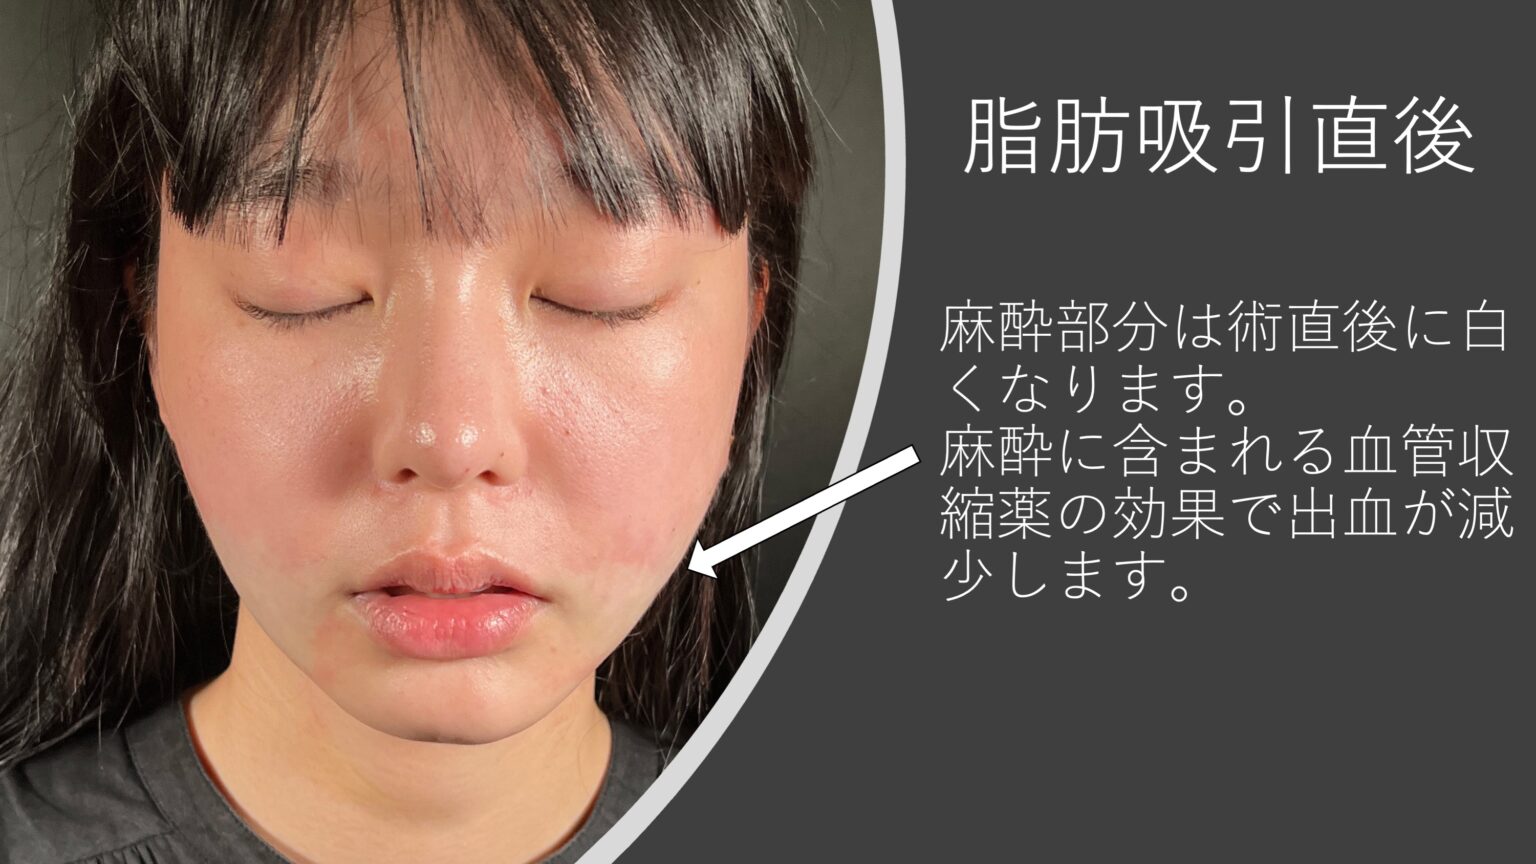 脂肪吸引直後
麻酔部分は術直後に白
くなります。
麻酔に含まれる血管収
縮薬の効果で出血が減
少します。